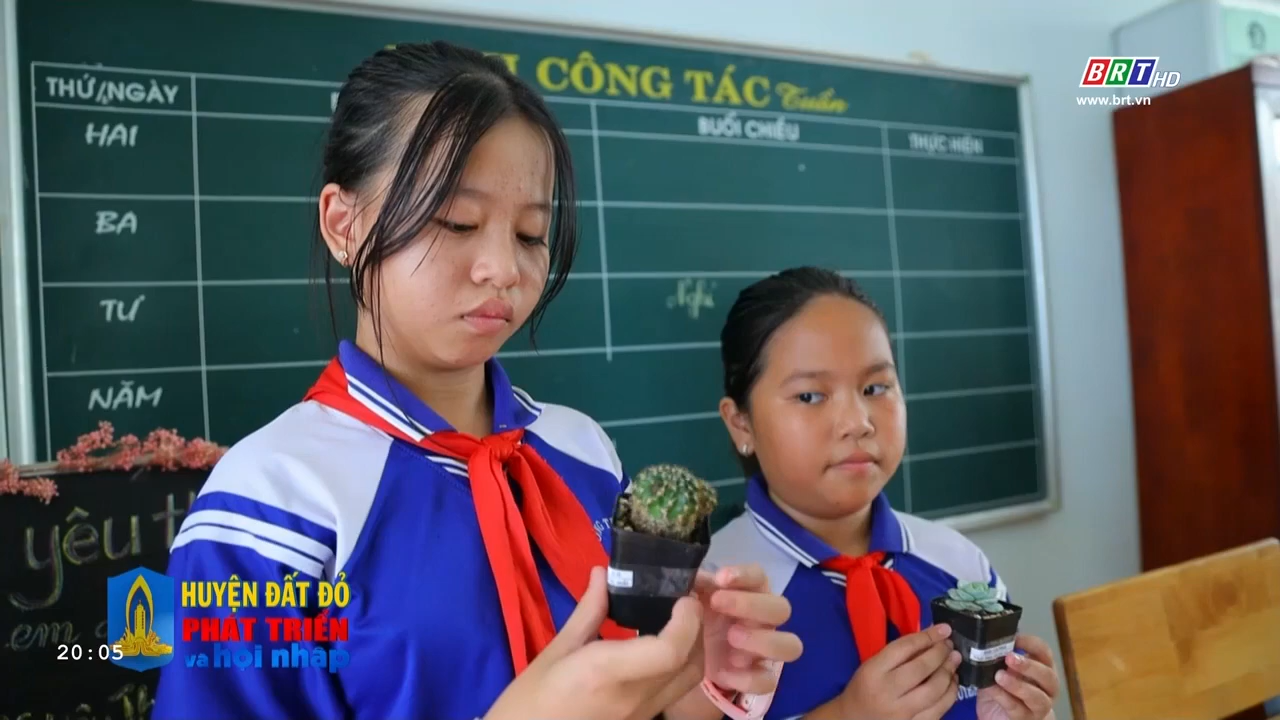 CÔNG TÁC Tuần
BRT HD
www.brt.vn
THỨ/NGÀY
BUỔI CHIỀU
THỰC HIỆN
HAI
BA
TƯ
Nghỉ
NĂM
yêu t
em
HUYỆN ĐẤT ĐỎ
PHÁT TRIỂN
và hội nhập
20:05